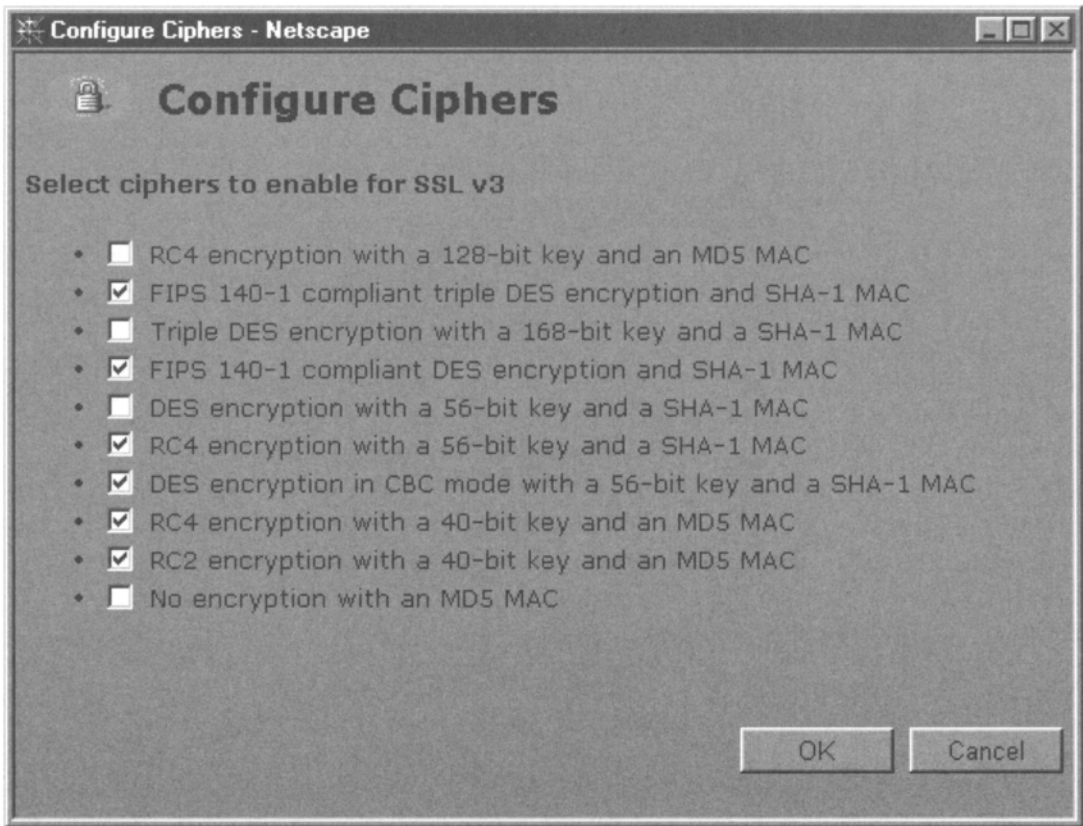 Configure Ciphers - Netscape
Configure Ciphers
Select ciphers to enable for SSL v3
RC4 encryption with a 128-bit key and an MD5 MAC
FIPS 140-1 compliant triple DES encryption and SHA-1 MAC
Triple DES encryption with a 168-bit key and a SHA-1 MAC
FIPS 140-1 compliant DES encryption and SHA-1 MAC
DES encryption with a 56-bit key and a SHA-1 MAC
RC4 encryption with a 56-bit key and a SHA-1 MAC
DES encryption in CBC mode with a 56-bit key and a SHA-1 MAC
RC4 encryption with a 40-bit key and an MD5 MAC
RC2 encryption with a 40-bit key and an MD5 MAC
No encryption with an MD5 MAC
OK Cancel